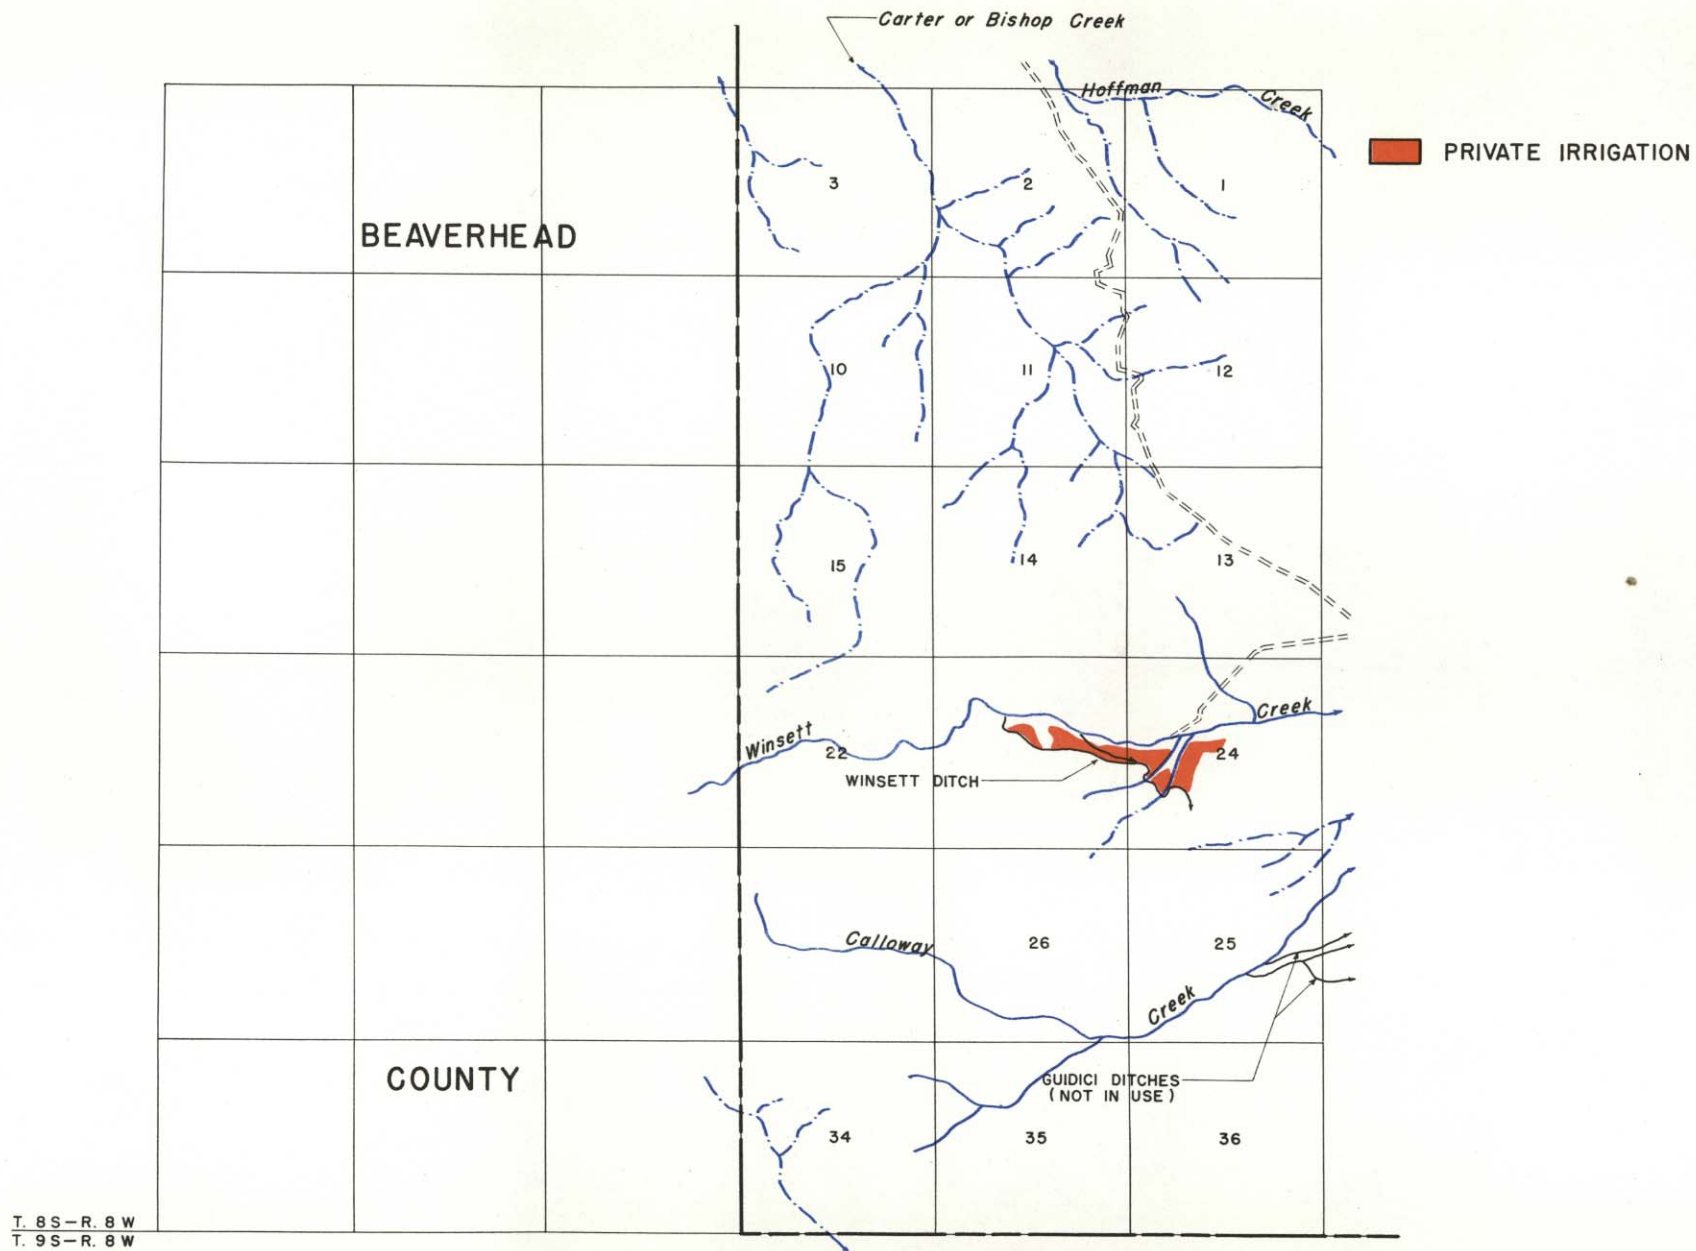 Carter or Bishop Creek
Hoffman Creek
PRIVATE IRRIGATION
3
2
1
BEAVERHEAD
10
11
12
15
14
13
Winsett Creek
22
24
WINSETT DITCH
Calloway Creek
26
25
GUIDICI DITCHES
(NOT IN USE)
COUNTY
34
35
36
T. 8 S — R. 8 W
T. 9 S — R. 8 W